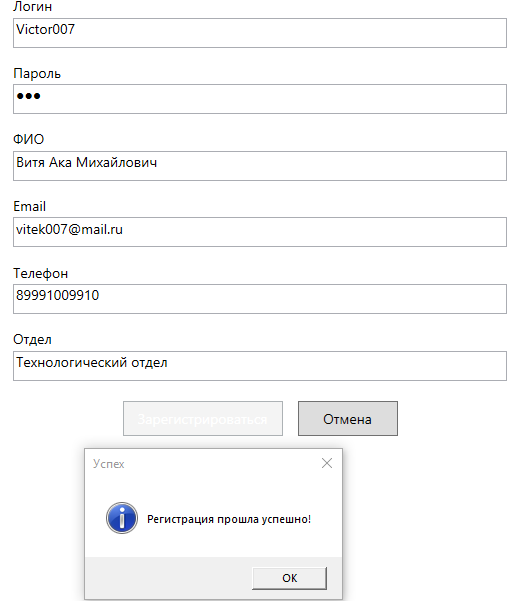 Логин
Victor007
Пароль
●●●
ФИО
Витя Ака Михайлович
Email
vitek007@mail.ru
Телефон
89991009910
Отдел
Технологический отдел
Зарегистрироваться Отмена
Успех
Регистрация прошла успешно!
OK